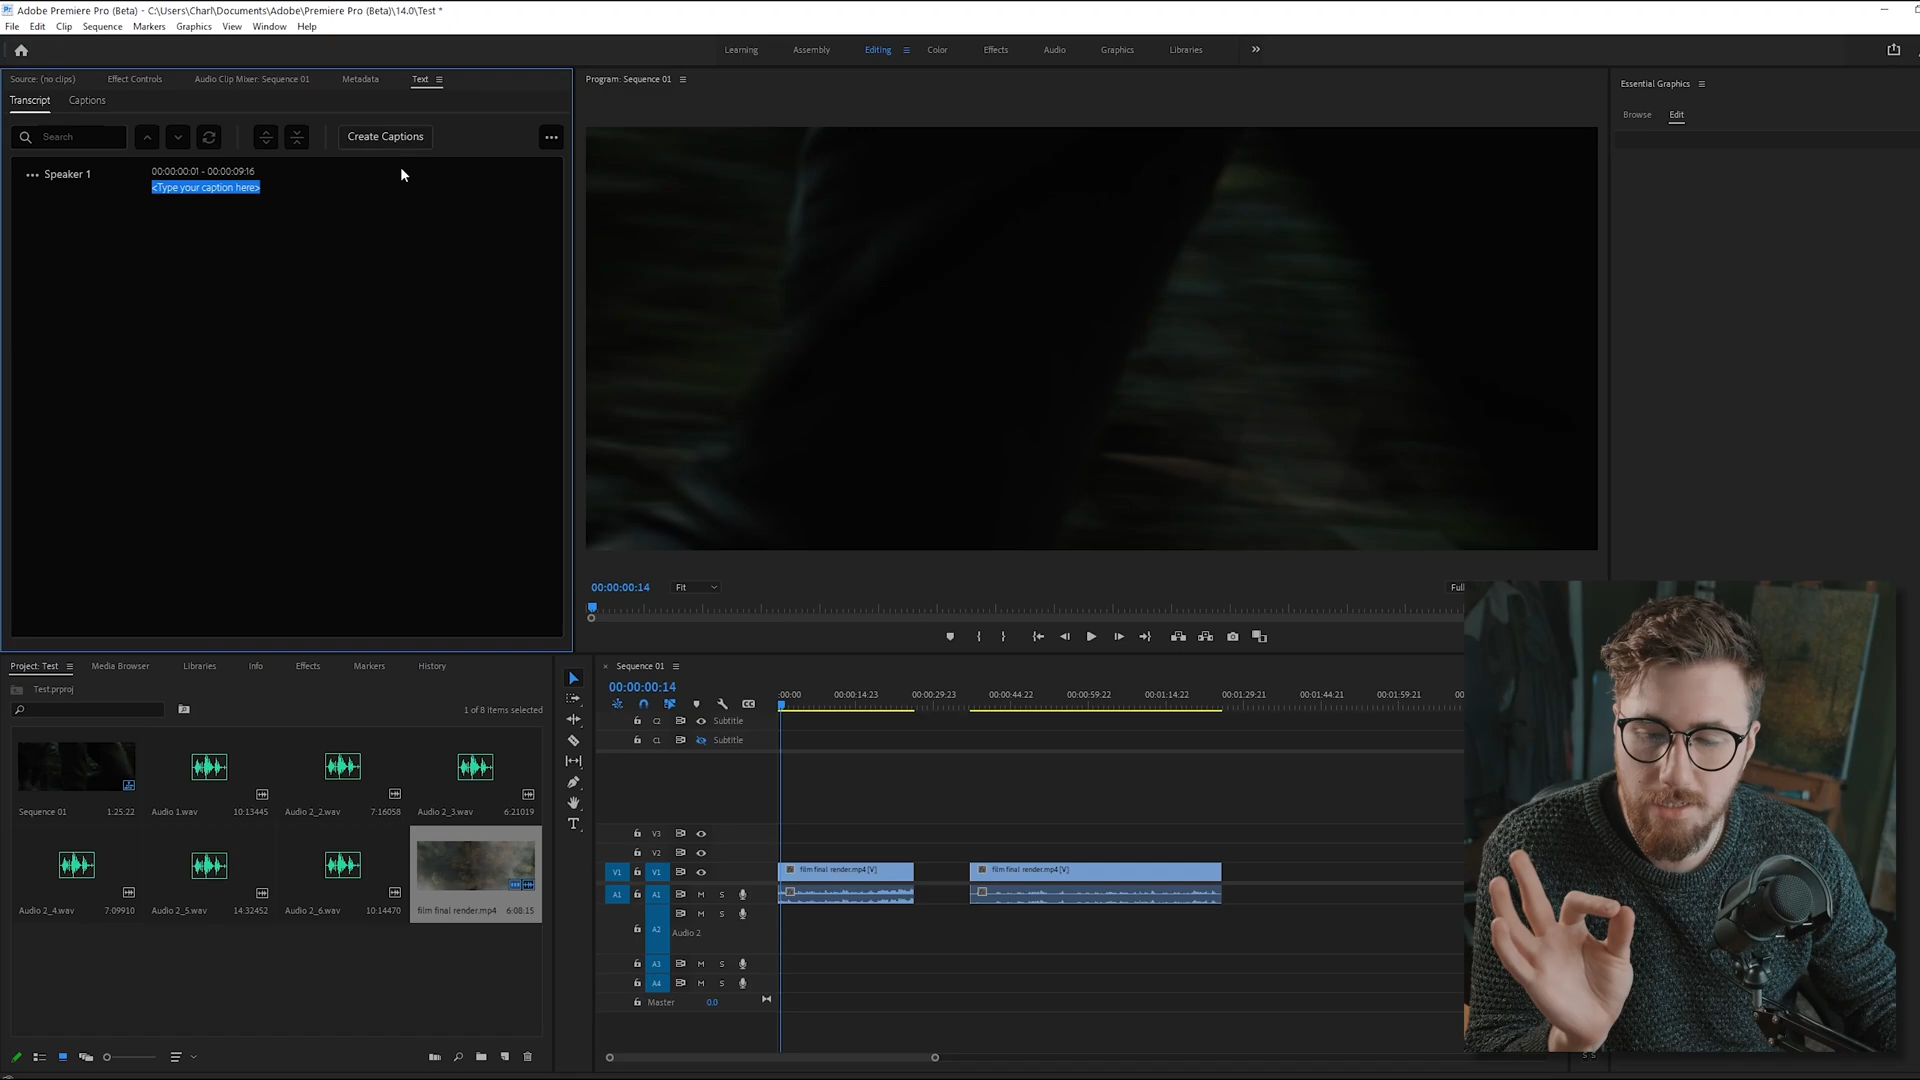 Adobe Premiere Pro (Beta) - C:\Users\Charl\Documents\Adobe\Premiere Pro (Beta)\14.0\Test *
File Edit Clip Sequence Markers Graphics View Window Help
Learning Assembly Editing Color Effects Audio Graphics Libraries
Source: (no clips) Effect Controls Audio Clip Mixer: Sequence 01 Metadata Text
Program: Sequence 01
Essential Graphics
Transcript Captions
Browse Edit
Search
Create Captions
Speaker 1
00:00:00:01 - 00:00:09:16
<Type your caption here>
00:00:00:14 Fit Full
Project: Test Media Browser Libraries Info Effects Markers History
Sequence 01
Test.prproj
00:00:00:14
:00:00 00:00:14:23 00:00:29:23 00:00:44:22 00:00:59:22 00:01:14:22 00:01:29:21 00:01:44:21 00:01:59:21 00:
1 of 8 items selected
C2 Subtitle
C1 Subtitle
Sequence 01 1:25:22
Audio 1.wav 10:13445
Audio 2_2.wav 7:16058
Audio 2_3.wav 6:21019
V3
V2
V1 V1 film final render.mp4 [V] film final render.mp4 [V]
A1 A1 M S
Audio 2_4.wav 7:09910
Audio 2_5.wav 14:32452
Audio 2_6.wav 10:14470
film final render.mp4 6:08:15
M S
A2 Audio 2
A3 M S
A4 M S
Master 0.0
S S